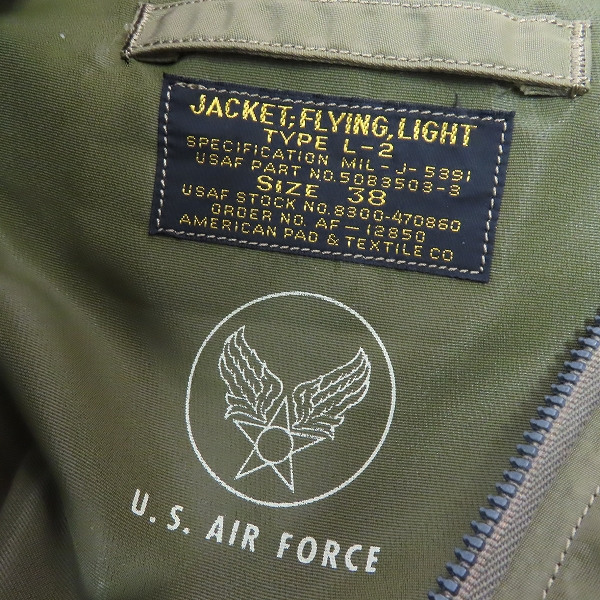 JACKET, FLYING, LIGHT
TYPE L-2
SPECIFICATION MIL-J-5391
USAF PART NO. 5083503-3
SIZE 38
USAF STOCK NO. 8300-470860
ORDER NO. AF-12850
AMERICAN PAD & TEXTILE CO
U.S. AIR FORCE